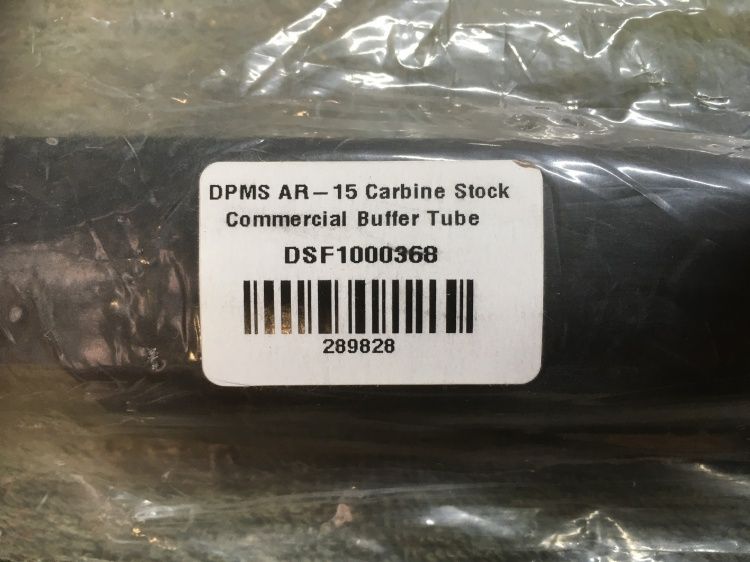 DPMS AR-15 Carbine Stock
Commercial Buffer Tube
DSF1000368
289828